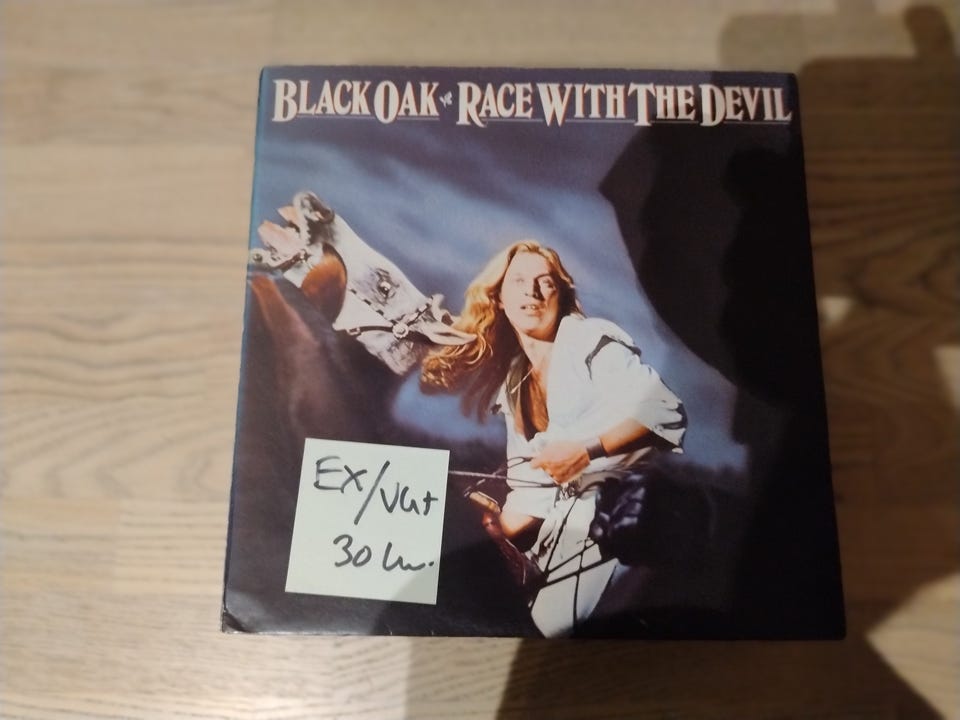 BLACK OAK RACE WITH THE DEVIL
EX/VG+
30 kr.